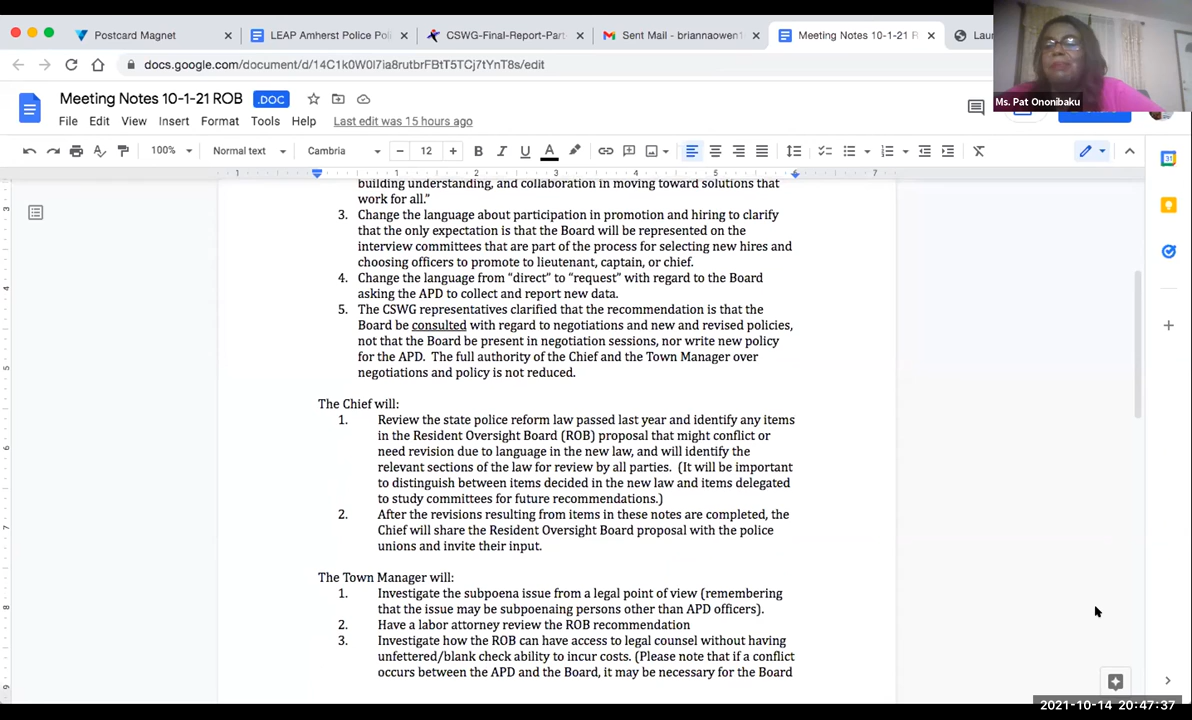 Postcard Magnet
LEAP Amherst Police Pol
CSWG-Final-Report-Part
Sent Mail - briannaowen1
Meeting Notes 10-1-21 R
Laur
docs.google.com/document/d/14C1k0W0l7ia8rutbrFBtT5TCj7tYnT8s/edit
Ms. Pat Ononibaku
Meeting Notes 10-1-21 ROB
.DOC
File Edit View Insert Format Tools Help Last edit was 15 hours ago
100% Normal text Cambria 12
1 1 2 3 4 5 6 7
building understanding, and collaboration in moving toward solutions that
work for all.”
3. Change the language about participation in promotion and hiring to clarify
that the only expectation is that the Board will be represented on the
interview committees that are part of the process for selecting new hires and
choosing officers to promote to lieutenant, captain, or chief.
4. Change the language from “direct” to “request” with regard to the Board
asking the APD to collect and report new data.
5. The CSWG representatives clarified that the recommendation is that the
Board be consulted with regard to negotiations and new and revised policies,
not that the Board be present in negotiation sessions, nor write new policy
for the APD. The full authority of the Chief and the Town Manager over
negotiations and policy is not reduced.
The Chief will:
1. Review the state police reform law passed last year and identify any items
in the Resident Oversight Board (ROB) proposal that might conflict or
need revision due to language in the new law, and will identify the
relevant sections of the law for review by all parties. (It will be important
to distinguish between items decided in the new law and items delegated
to study committees for future recommendations.)
2. After the revisions resulting from items in these notes are completed, the
Chief will share the Resident Oversight Board proposal with the police
unions and invite their input.
The Town Manager will:
1. Investigate the subpoena issue from a legal point of view (remembering
that the issue may be subpoenaing persons other than APD officers).
2. Have a labor attorney review the ROB recommendation
3. Investigate how the ROB can have access to legal counsel without having
unfettered/blank check ability to incur costs. (Please note that if a conflict
occurs between the APD and the Board, it may be necessary for the Board
2021-10-14 20:47:37